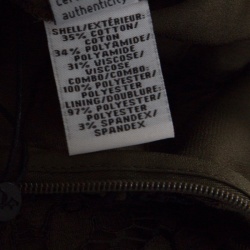 authenticity
SHELL/EXTÉRIEUR:
35% COTTON/
COTON
34% POLYAMIDE/
POLYAMIDE
31% VISCOSE/
VISCOSE
COMBO/COMBO:
100% POLYESTER/
POLYESTER
LINING/DOUBLURE:
97% POLYESTER/
POLYESTER
3% SPANDEX/
SPANDEX